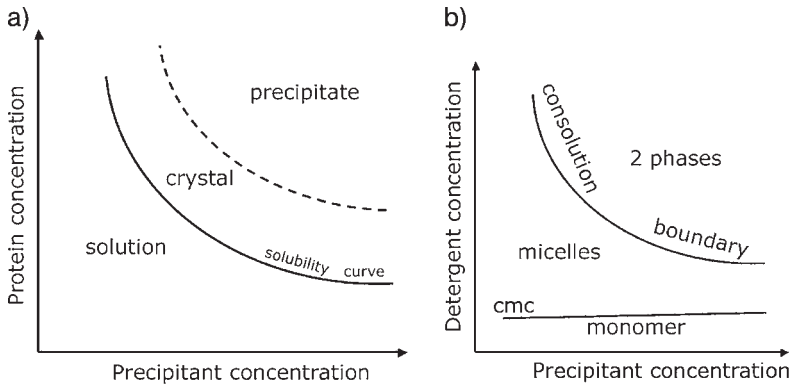 a)
Protein concentration
precipitate
crystal
solution
solubility curve
Precipitant concentration
b)
Detergent concentration
consolution boundary
2 phases
micelles
cmc
monomer
Precipitant concentration